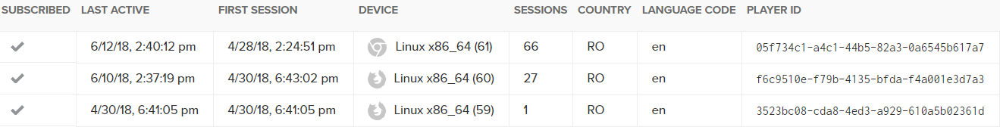 SUBSCRIBED LAST ACTIVE FIRST SESSION DEVICE SESSIONS COUNTRY LANGUAGE CODE PLAYER ID
6/12/18, 2:40:12 pm 4/28/18, 2:24:51 pm Linux x86_64 (61) 66 RO en 05f734c1-a4c1-44b5-82a3-0a6545b617a7
6/10/18, 2:37:19 pm 4/30/18, 6:43:02 pm Linux x86_64 (60) 27 RO en f6c9510e-f79b-4135-bfda-f4a001e3d7a3
4/30/18, 6:41:05 pm 4/30/18, 6:41:05 pm Linux x86_64 (59) 1 RO en 3523bc08-cda8-4ed3-a929-610a5b02361d